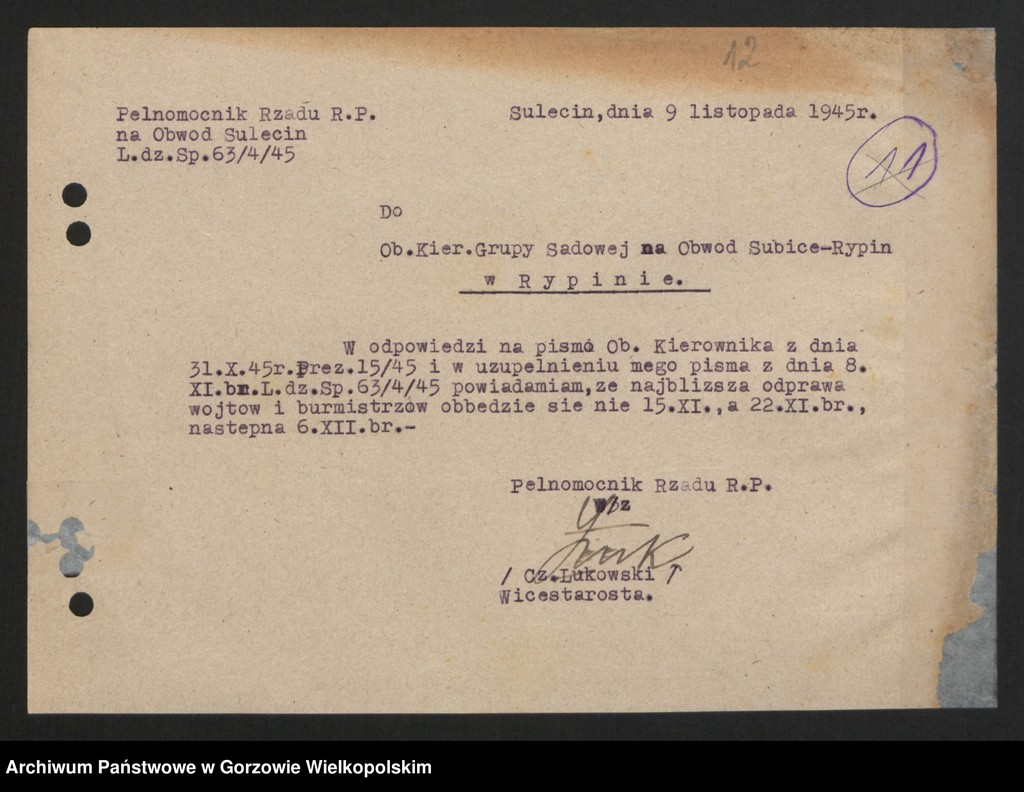 12
Pelnomocnik Rzadu R.P.
na Obwod Sulecin
L.dz.Sp.63/4/45
Sulecin,dnia 9 listopada 1945r.
11
Do
Ob.Kier.Grupy Sadowej na Obwod Subice-Rypin
w R y p i n i e.
W odpowiedzi na pismo Ob. Kierownika z dnia
31.X.45r.Prez.15/45 i w uzupelnieniu mego pisma z dnia 8.
XI.br.L.dz.Sp.63/4/45 powiadamiam,ze najblizsza odprawa
wojtow i burmistrzow obbedzie sie nie 15.XI.,a 22.XI.br.,
nastepna 6.XII.br.-
Pelnomocnik Rzadu R.P.
/ Cz.Lukowski /
Wicestarosta.
Archiwum Państwowe w Gorzowie Wielkopolskim